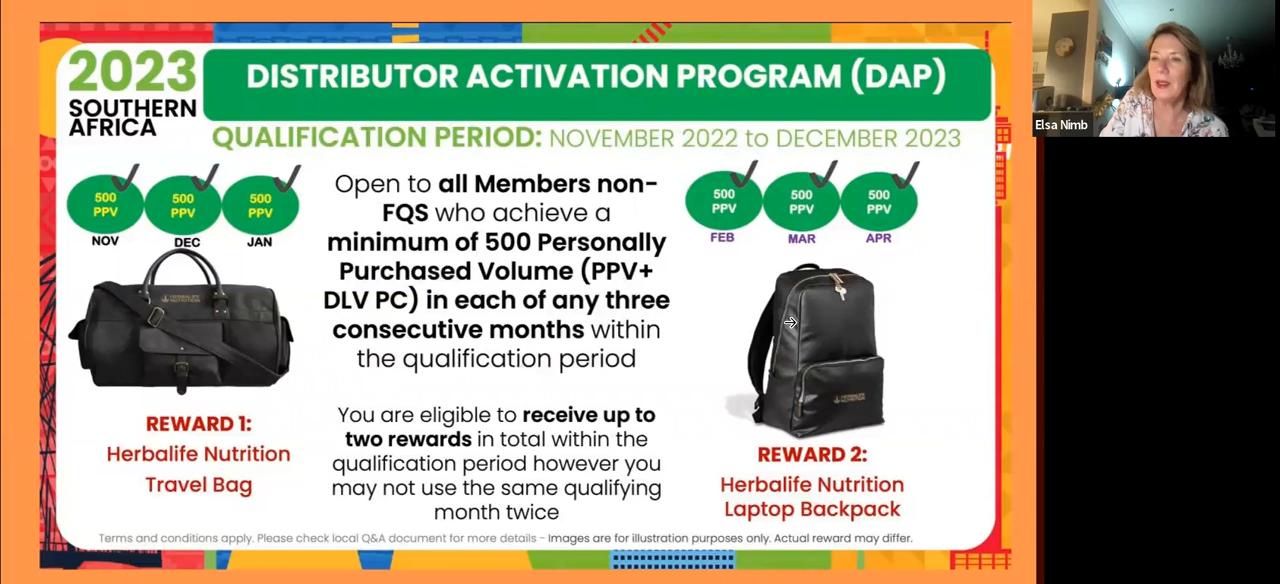 2023
SOUTHERN
AFRICA
DISTRIBUTOR ACTIVATION PROGRAM (DAP)
QUALIFICATION PERIOD: NOVEMBER 2022 to DECEMBER 2023
500
PPV
NOV
500
PPV
DEC
500
PPV
JAN
HERBALIFE
NUTRITION
REWARD 1:
Herbalife Nutrition
Travel Bag
Open to all Members non-
FQS who achieve a
minimum of 500 Personally
Purchased Volume (PPV+
DLV PC) in each of any three
consecutive months within
the qualification period
You are eligible to receive up to
two rewards in total within the
qualification period however you
may not use the same qualifying
month twice
500
PPV
FEB
500
PPV
MAR
500
PPV
APR
HERBALIFE
NUTRITION
REWARD 2:
Herbalife Nutrition
Laptop Backpack
Terms and conditions apply. Please check local Q&A document for more details - Images are for illustration purposes only. Actual reward may differ.
Elsa Nimb